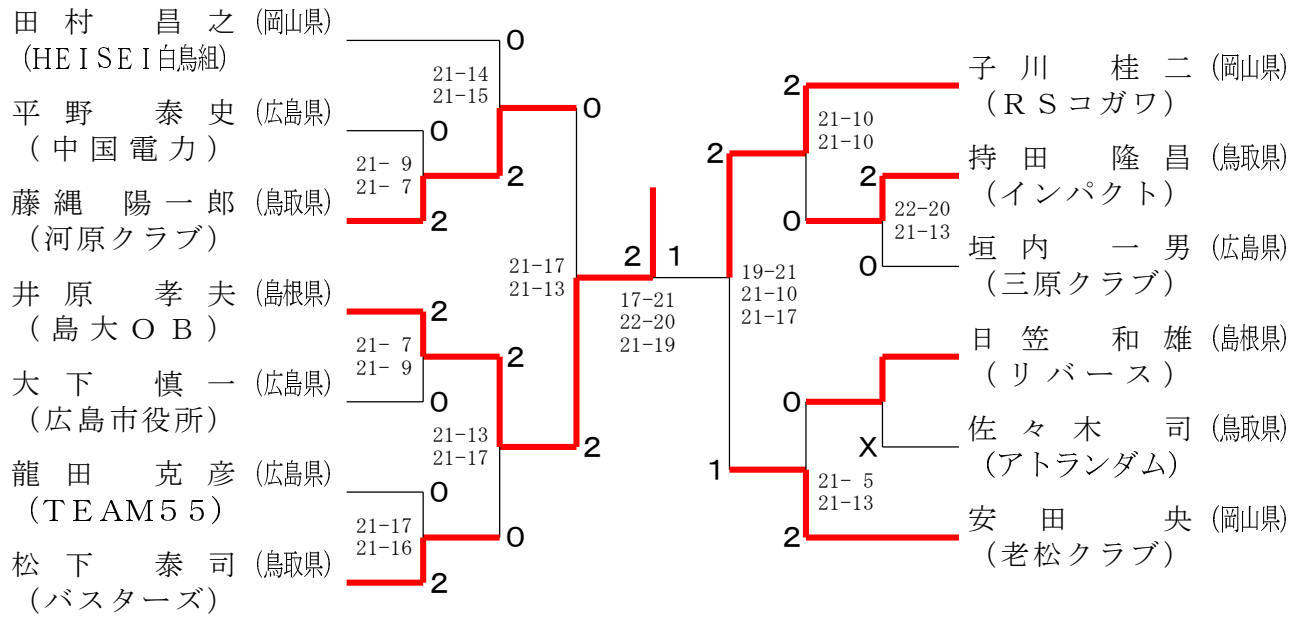 田村 昌之 (岡山県)
(HEISEI白鳥組)
平野 泰史 (広島県)
(中国電力)
藤縄 陽一郎 (鳥取県)
(河原クラブ)
井原 孝夫 (島根県)
(島大OB)
大下 慎一 (広島県)
(広島市役所)
龍田 克彦 (広島県)
(TEAM55)
松下 泰司 (鳥取県)
(バスターズ)
0
21-14
21-15
0
21- 9
21- 7
2
2
0
2
21- 7
21- 9
0
2
21-13
21-17
0
21-17
21-16
2
0
21-17
21-13
2
2 1
17-21
22-20
21-19
2
19-21
21-10
21-17
1
2
21-10
21-10
0
2
22-20
21-13
0
0
X
21- 5
21-13
2
子川 桂二 (岡山県)
(RSコガワ)
持田 隆昌 (鳥取県)
(インパクト)
垣内 一男 (広島県)
(三原クラブ)
日笠 和雄 (島根県)
(リバース)
佐々木 司 (鳥取県)
(アトランダム)
安田 央 (岡山県)
(老松クラブ)